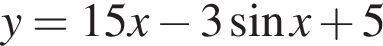 y = 15x − 3 sin x + 5